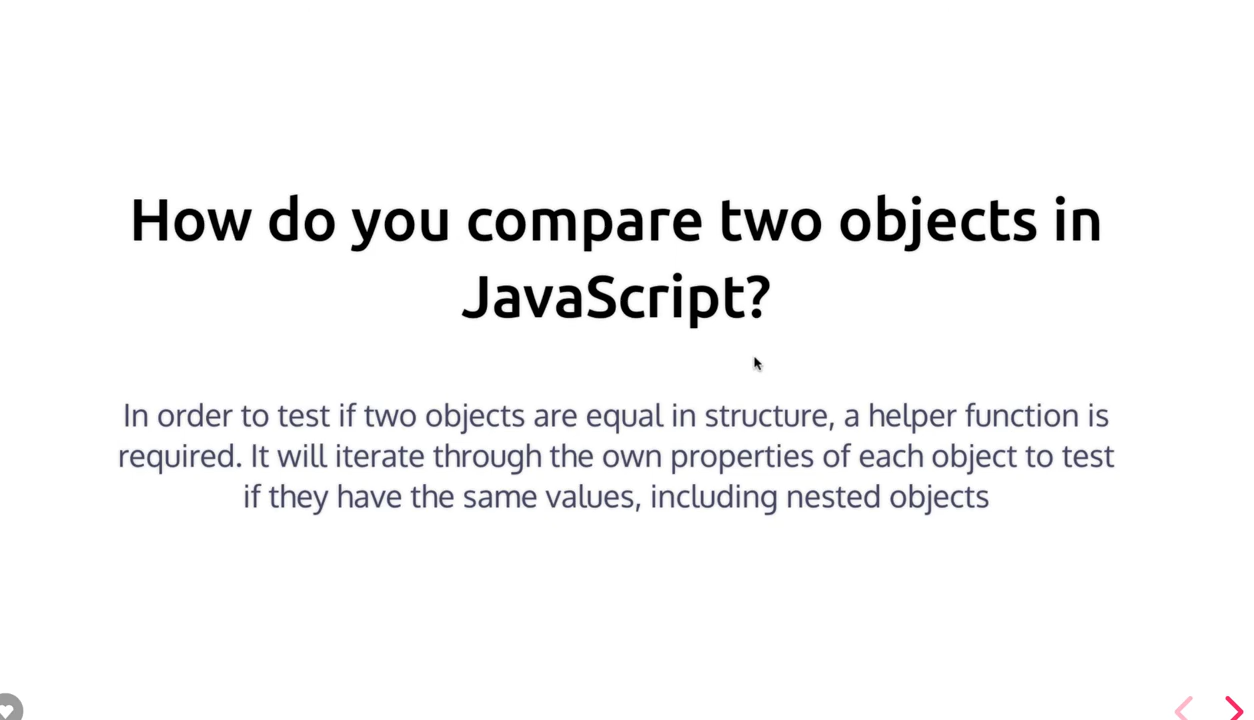 How do you compare two objects in
JavaScript?
In order to test if two objects are equal in structure, a helper function is
required. It will iterate through the own properties of each object to test
if they have the same values, including nested objects